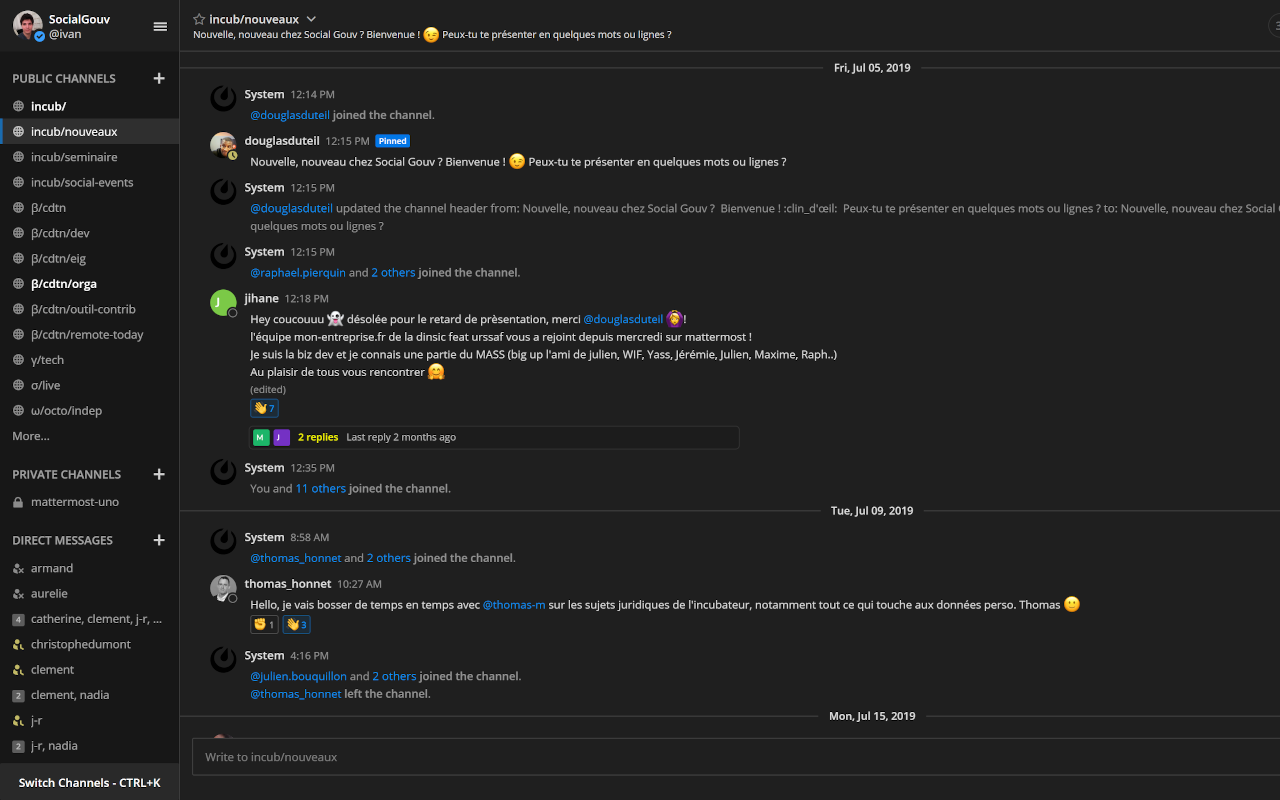 SocialGouv
@ivan
PUBLIC CHANNELS
incub/
incub/nouveaux
incub/seminaire
incub/social-events
β/cdtn
β/cdtn/dev
β/cdtn/eig
β/cdtn/orga
β/cdtn/outil-contrib
β/cdtn/remote-today
γ/tech
σ/live
ω/octo/indep
More...
PRIVATE CHANNELS
mattermost-uno
DIRECT MESSAGES
armand
aurelie
4 catherine, clement, j-r, ...
christophedumont
clement
2 clement, nadia
j-r
2 j-r, nadia
Switch Channels - CTRL+K
incub/nouveaux
Nouvelle, nouveau chez Social Gouv ? Bienvenue ! 😉 Peux-tu te présenter en quelques mots ou lignes ?
Fri, Jul 05, 2019
System 12:14 PM
@douglasduteil joined the channel.
douglasduteil 12:15 PM Pinned
Nouvelle, nouveau chez Social Gouv ? Bienvenue ! 😉 Peux-tu te présenter en quelques mots ou lignes ?
System 12:15 PM
@douglasduteil updated the channel header from: Nouvelle, nouveau chez Social Gouv ? Bienvenue ! :clin_d'œil: Peux-tu te présenter en quelques mots ou lignes ? to: Nouvelle, nouveau chez Social
quelques mots ou lignes ?
System 12:15 PM
@raphael.pierquin and 2 others joined the channel.
J
jihane 12:18 PM
Hey coucouuu 👻 désolée pour le retard de prèsentation, merci @douglasduteil 🙆‍♀️!
l'équipe mon-entreprise.fr de la dinsic feat urssaf vous a rejoint depuis mercredi sur mattermost !
Je suis la biz dev et je connais une partie du MASS (big up l'ami de julien, WIF, Yass, Jérémie, Julien, Maxime, Raph..)
Au plaisir de tous vous rencontrer 🤗
(edited)
👋 7
M J 2 replies Last reply 2 months ago
System 12:35 PM
You and 11 others joined the channel.
Tue, Jul 09, 2019
System 8:58 AM
@thomas_honnet and 2 others joined the channel.
thomas_honnet 10:27 AM
Hello, je vais bosser de temps en temps avec @thomas-m sur les sujets juridiques de l'incubateur, notamment tout ce qui touche aux données perso. Thomas 🙂
✊ 1 👋 3
System 4:16 PM
@julien.bouquillon and 2 others joined the channel.
@thomas_honnet left the channel.
Mon, Jul 15, 2019
Write to incub/nouveaux